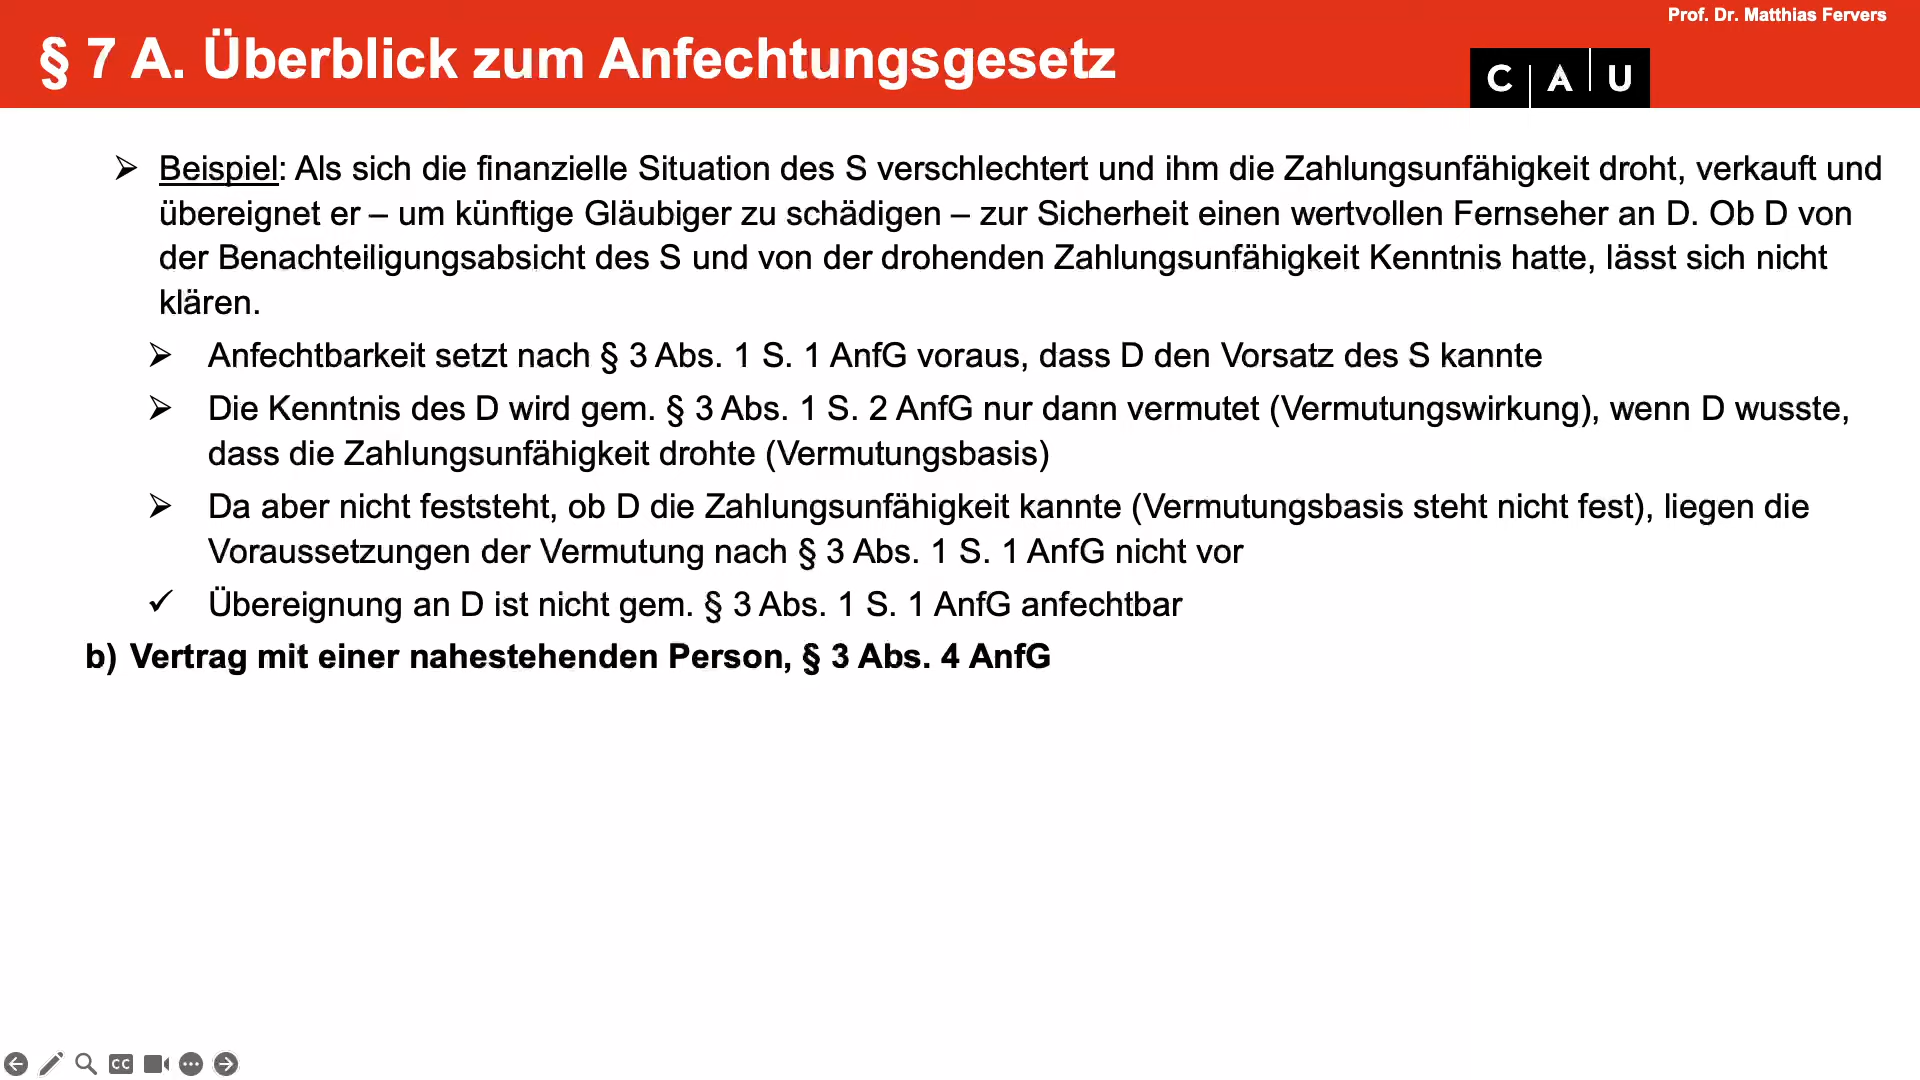 Prof. Dr. Matthias Fervers
§ 7 A. Überblick zum Anfechtungsgesetz
C A U
➢ Beispiel: Als sich die finanzielle Situation des S verschlechtert und ihm die Zahlungsunfähigkeit droht, verkauft und
übereignet er – um künftige Gläubiger zu schädigen – zur Sicherheit einen wertvollen Fernseher an D. Ob D von
der Benachteiligungsabsicht des S und von der drohenden Zahlungsunfähigkeit Kenntnis hatte, lässt sich nicht
klären.
➢ Anfechtbarkeit setzt nach § 3 Abs. 1 S. 1 AnfG voraus, dass D den Vorsatz des S kannte
➢ Die Kenntnis des D wird gem. § 3 Abs. 1 S. 2 AnfG nur dann vermutet (Vermutungswirkung), wenn D wusste,
dass die Zahlungsunfähigkeit drohte (Vermutungsbasis)
➢ Da aber nicht feststeht, ob D die Zahlungsunfähigkeit kannte (Vermutungsbasis steht nicht fest), liegen die
Voraussetzungen der Vermutung nach § 3 Abs. 1 S. 1 AnfG nicht vor
✓ Übereignung an D ist nicht gem. § 3 Abs. 1 S. 1 AnfG anfechtbar
b) Vertrag mit einer nahestehenden Person, § 3 Abs. 4 AnfG
CC